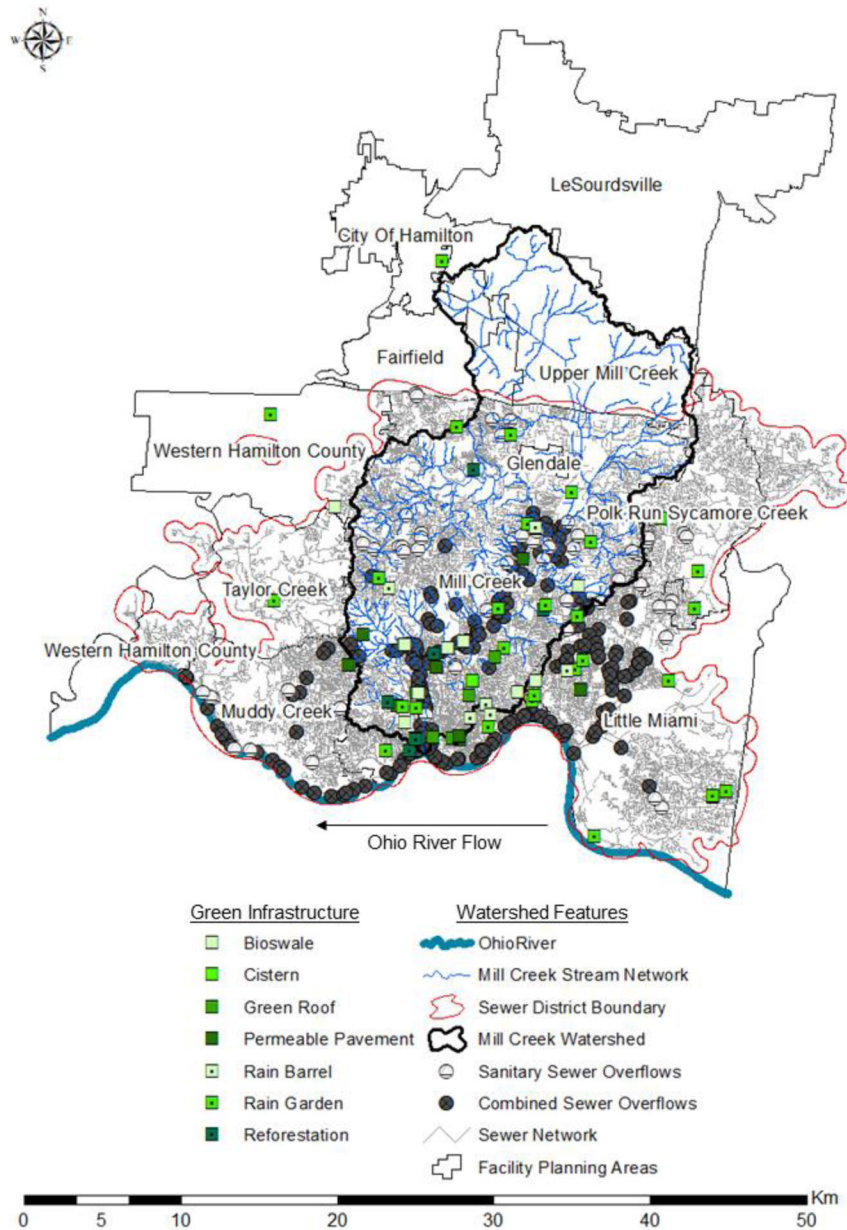 N
W E
S
LeSourdsville
City Of Hamilton
Fairfield
Upper Mill Creek
Western Hamilton County
Glendale
Polk Run Sycamore Creek
Taylor Creek
Mill Creek
Western Hamilton County
Muddy Creek
Little Miami
Ohio River Flow
Green Infrastructure
Bioswale
Cistern
Green Roof
Permeable Pavement
Rain Barrel
Rain Garden
Reforestation
Watershed Features
OhioRiver
Mill Creek Stream Network
Sewer District Boundary
Mill Creek Watershed
Sanitary Sewer Overflows
Combined Sewer Overflows
Sewer Network
Facility Planning Areas
Km
0 5 10 20 30 40 50